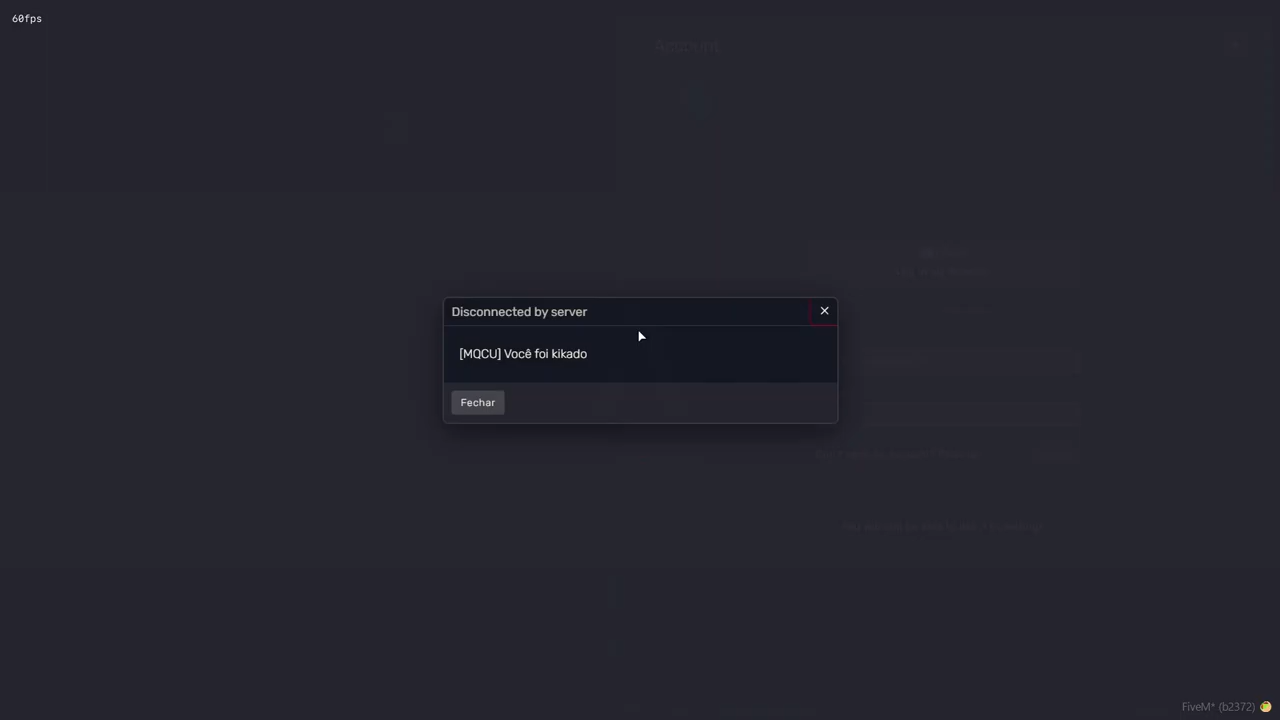 60fps
Disconnected by server
[MQCU] Você foi kikado
Fechar
FiveM* (b2372)